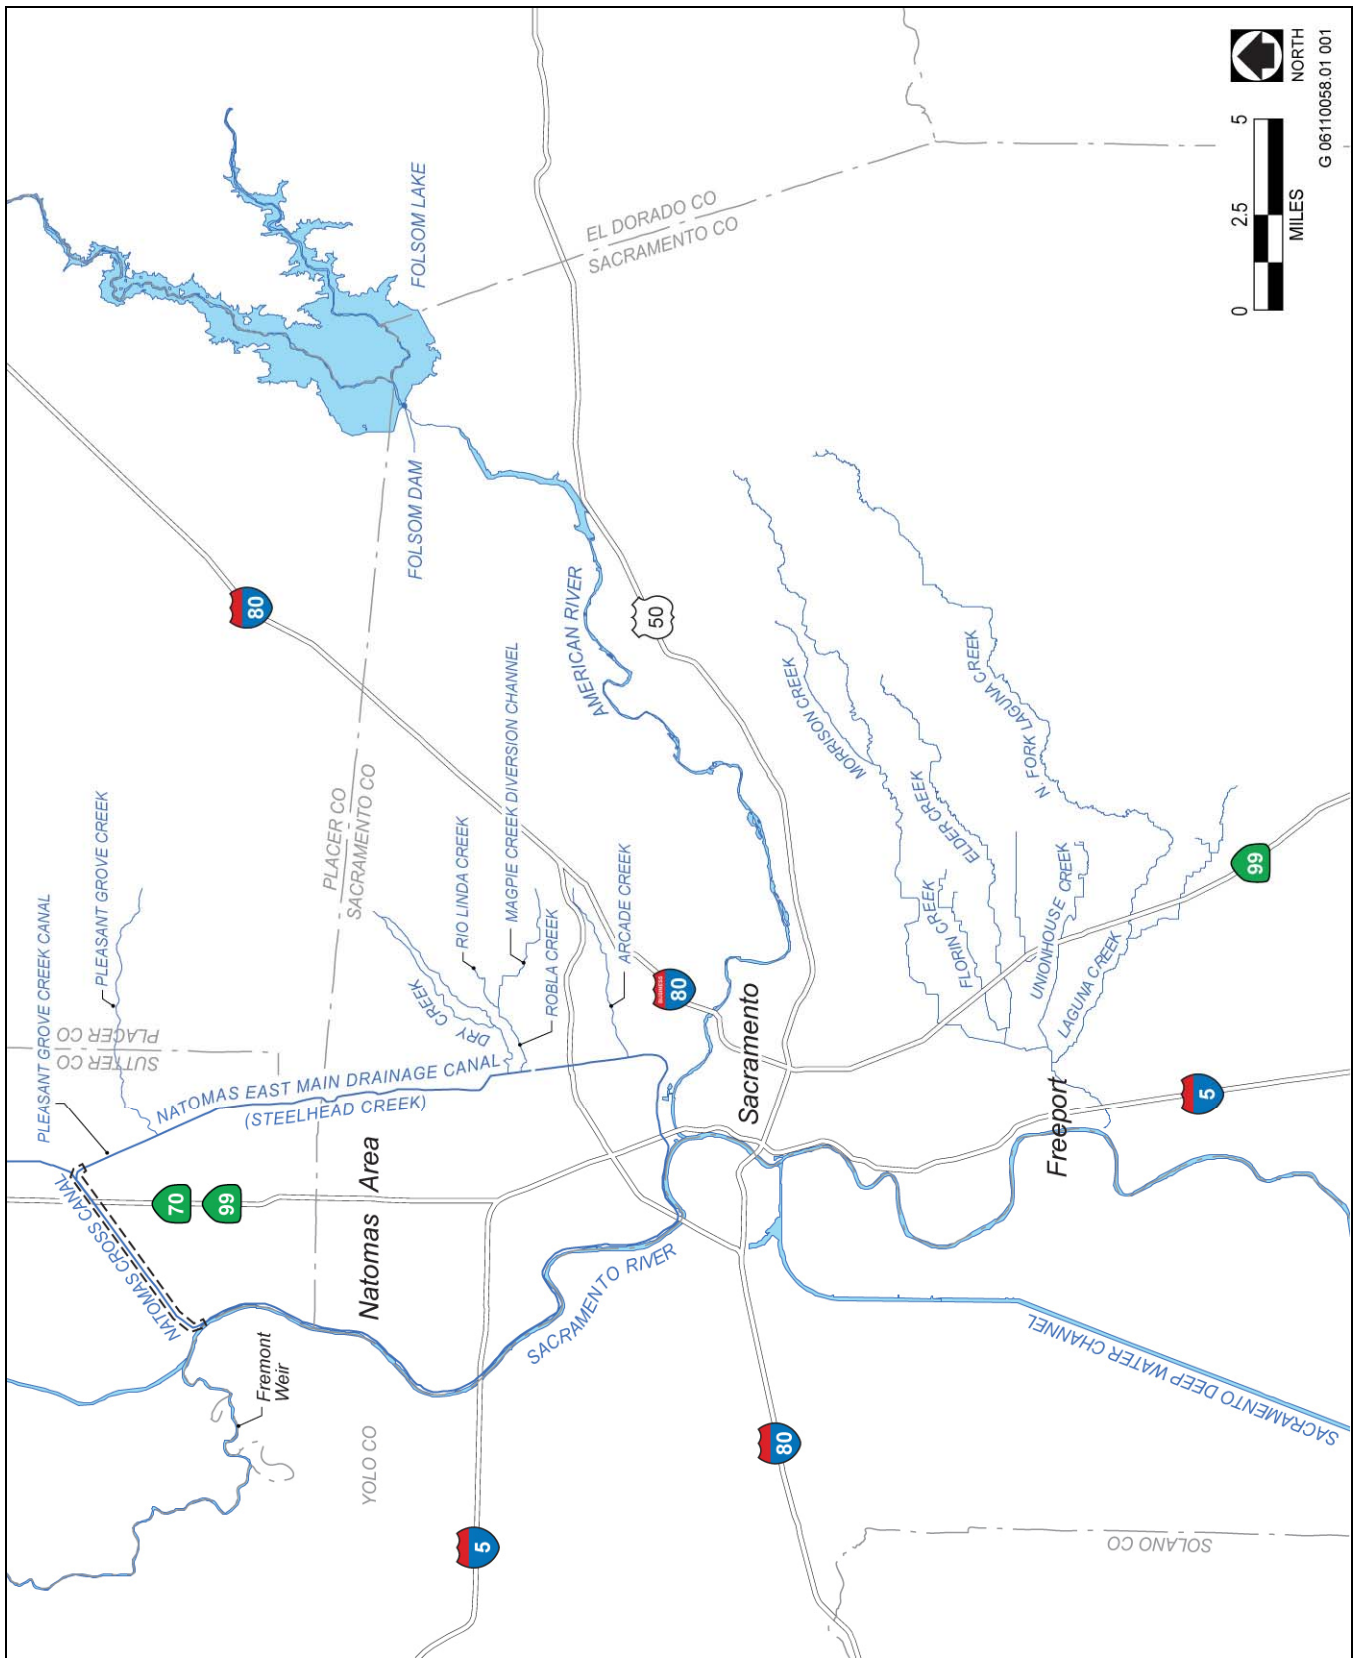 PLEASANT GROVE CREEK CANAL
PLEASANT GROVE CREEK
SUTTER CO
PLACER CO
NATOMAS CROSS CANAL
70
99
NATOMAS EAST MAIN DRAINAGE CANAL
(STEELHEAD CREEK)
Natomas Area
Fremont
Weir
YOLO CO
PLACER CO
SACRAMENTO CO
80
FOLSOM LAKE
FOLSOM DAM
EL DORADO CO
SACRAMENTO CO
RIO LINDA CREEK
MAGPIE CREEK DIVERSION CHANNEL
DRY CREEK
ROBLA CREEK
ARCADE CREEK
AMERICAN RIVER
50
BUSINESS
80
Sacramento
SACRAMENTO RIVER
5
80
MORRISON CREEK
ELDER CREEK
FLORIN CREEK
N. FORK LAGUNA CREEK
UNIONHOUSE CREEK
LAGUNA CREEK
99
Freeport
5
SACRAMENTO DEEP WATER CHANNEL
SOLANO CO
0 2.5 5
MILES
NORTH
G 06110058.01 001